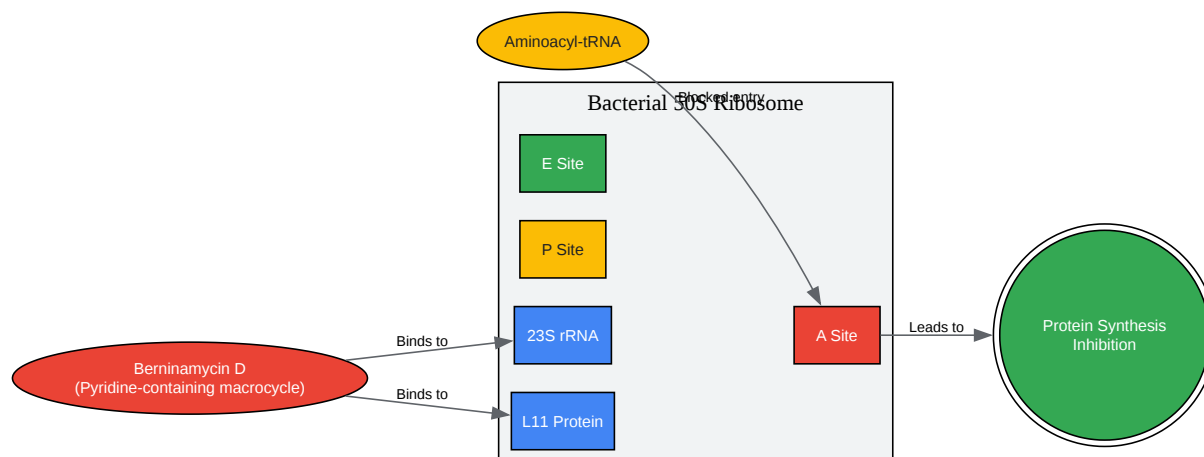 Aminoacyl-tRNA
Blocked entry
Bacterial 50S Ribosome
E Site
P Site
23S rRNA
A Site
L11 Protein
Binds to
Binds to
Leads to
Berninamycin D
(Pyridine-containing macrocycle)
Protein Synthesis
Inhibition